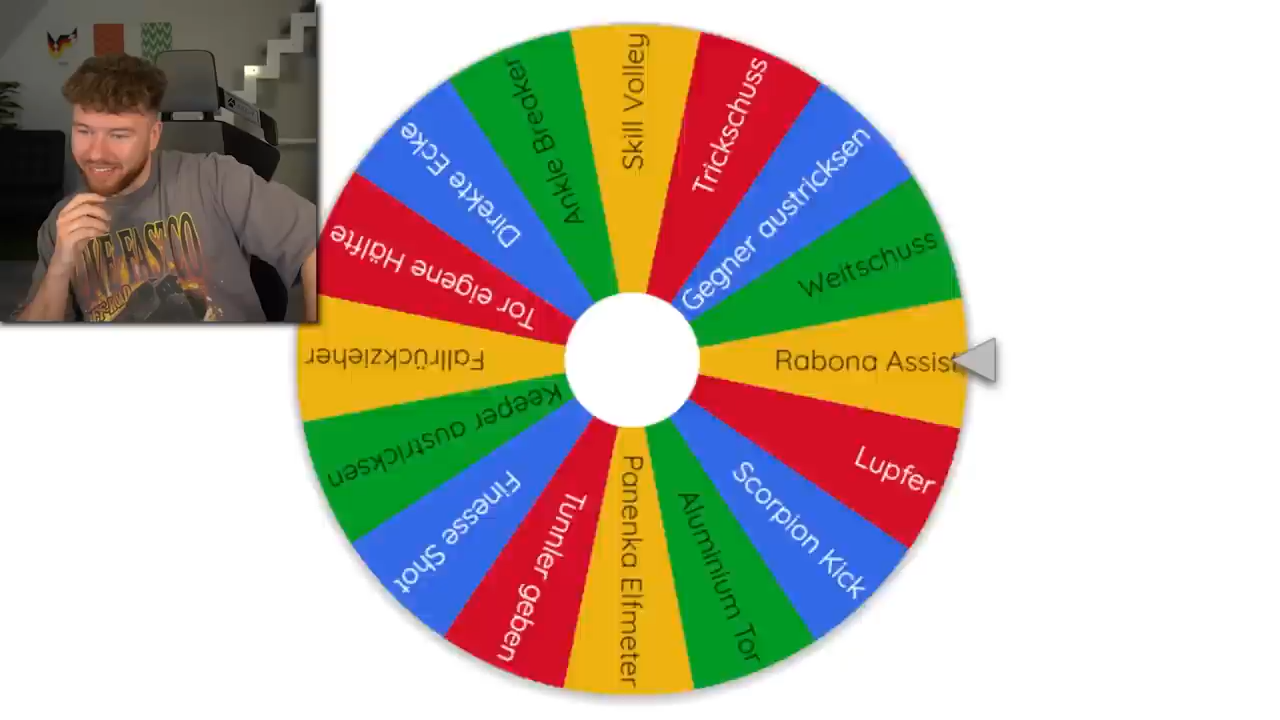 Skill Volley
Trickschuss
Gegner austricksen
Weitschuss
Rabona Assist
Lupfer
Scorpion Kick
Aluminium Tor
Panenka Elfmeter
Tunnler geben
Finesse Shot
Keeper austricksen
Fallrückzieher
Tor eigene Hälfte
Direkte Ecke
Ankle Breaker